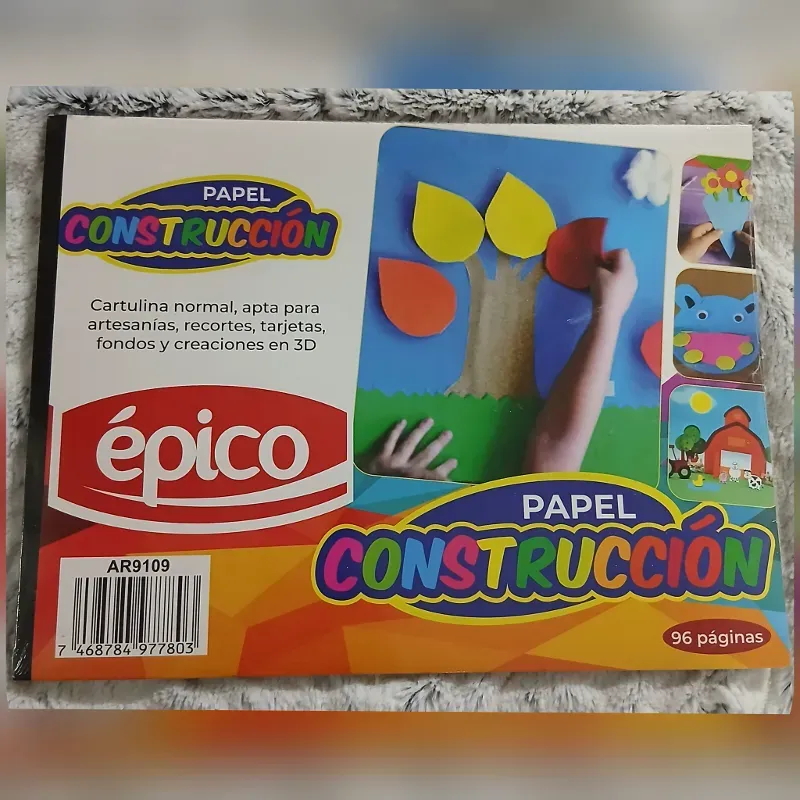 PAPEL
CONSTRUCCIÓN
Cartulina normal, apta para
artesanías, recortes, tarjetas,
fondos y creaciones en 3D
épico
AR9109
7 468784 977803
PAPEL
CONSTRUCCIÓN
96 páginas